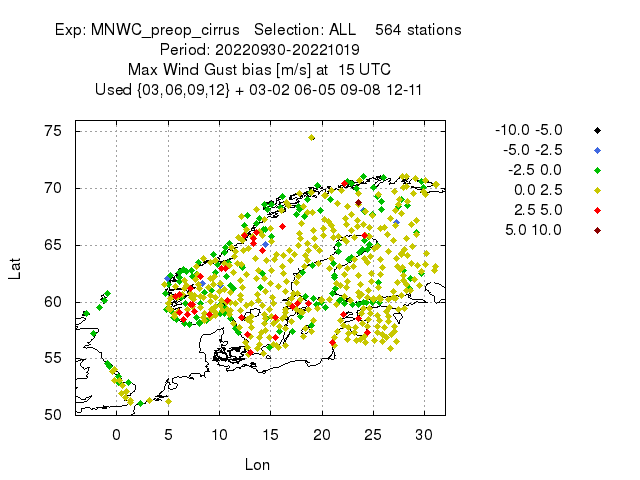 Exp: MNWC_preop_cirrus   Selection: ALL    564 stations
Period: 20220930-20221019
Max Wind Gust bias [m/s] at  15 UTC
Used {03,06,09,12} + 03-02 06-05 09-08 12-11
-10.0 -5.0
-5.0 -2.5
-2.5 0.0
0.0 2.5
2.5 5.0
5.0 10.0
75
70
65
60
55
50
Lat
0 5 10 15 20 25 30
Lon